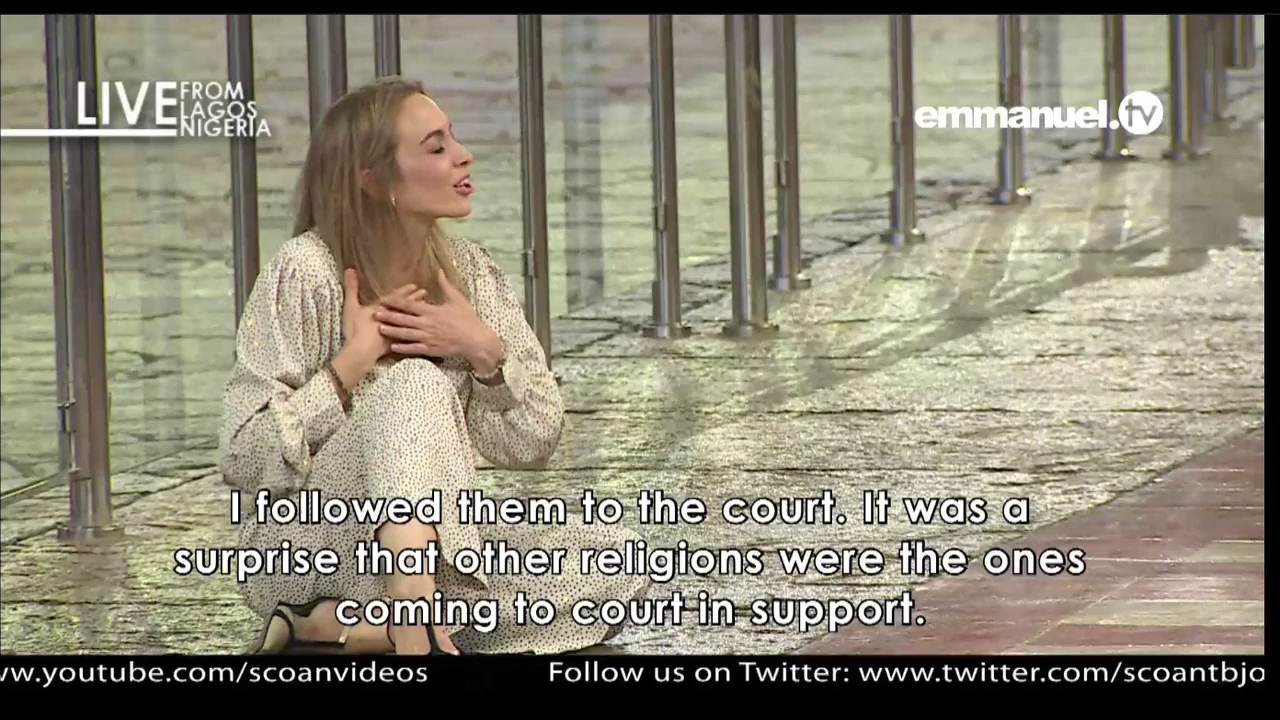 LIVE FROM
LAGOS
NIGERIA
emmanuel.tv
I followed them to the court. It was a
surprise that other religions were the ones
coming to court in support.
ww.youtube.com/scoanvideos Follow us on Twitter: www.twitter.com/scoantbjo